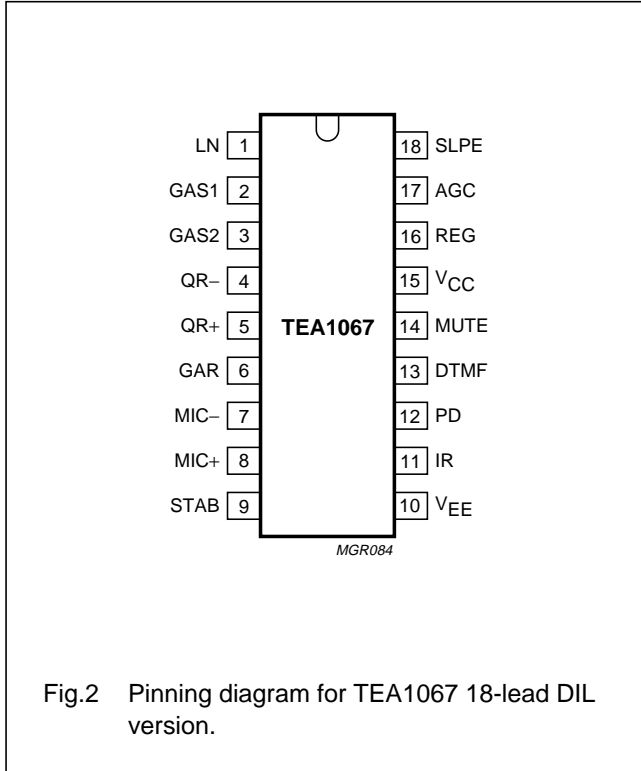 LN 1 18 SLPE
GAS1 2 17 AGC
GAS2 3 16 REG
QR− 4 15 VCC
QR+ 5 TEA1067 14 MUTE
GAR 6 13 DTMF
MIC− 7 12 PD
MIC+ 8 11 IR
STAB 9 10 VEE
MGR084
Fig.2 Pinning diagram for TEA1067 18-lead DIL
version.